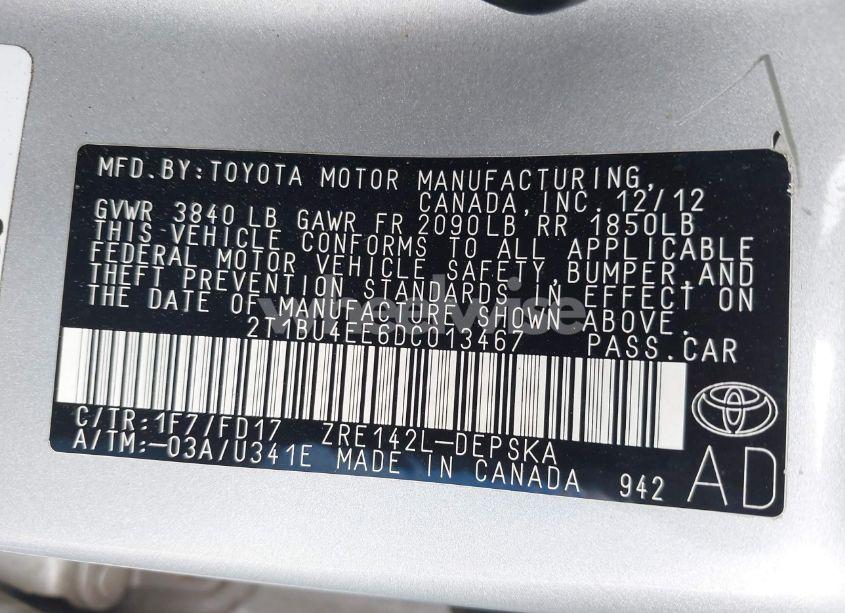 MFD. BY: TOYOTA MOTOR MANUFACTURING,
CANADA, INC. 12/12
GVWR 3840 LB GAWR FR 2090LB RR 1850LB
THIS VEHICLE CONFORMS TO ALL APPLICABLE
FEDERAL MOTOR VEHICLE SAFETY, BUMPER, AND
THEFT PREVENTION STANDARDS IN EFFECT ON
THE DATE OF MANUFACTURE SHOWN ABOVE.
2T1BU4EE6DC013467 PASS.CAR
C/TR:1F7/FD17 ZRE142L-DEPSKA
A/TM:-03A/U341E MADE IN CANADA 942 AD
wheelwise